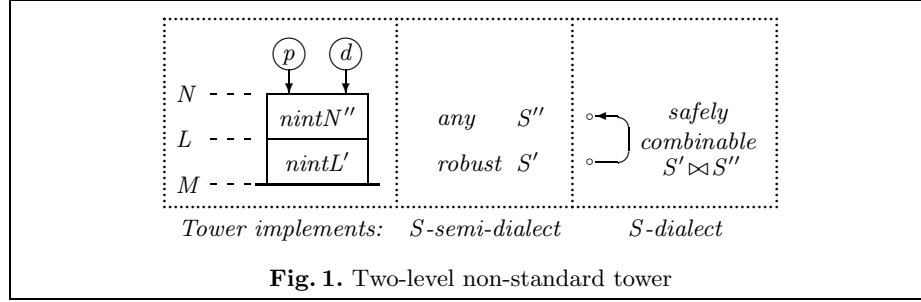 p d
N
nintN'' any S'' safely
L combinable
nintL' robust S' S' ⋈ S''
M
Tower implements: S-semi-dialect S-dialect
Fig. 1. Two-level non-standard tower